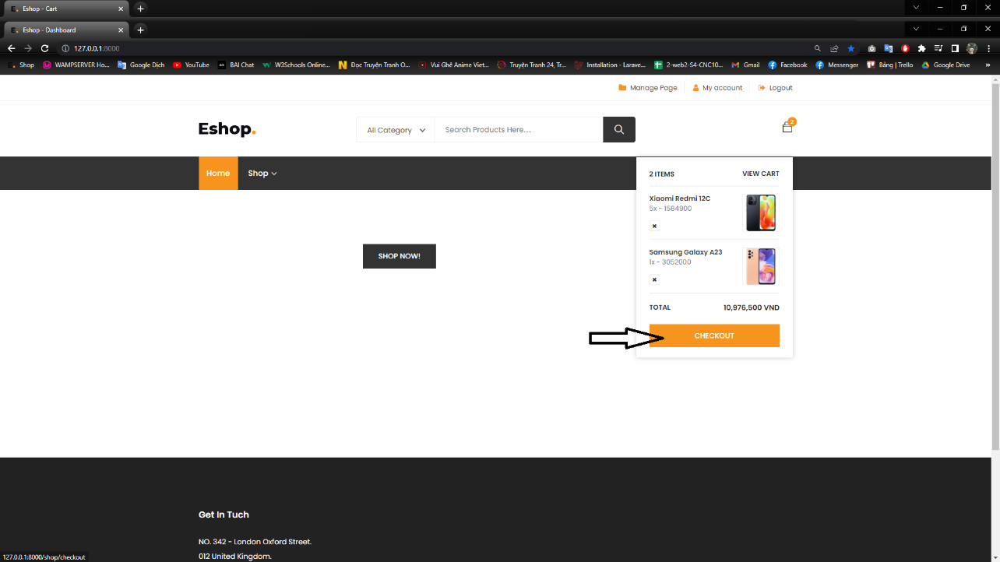 Eshop - Cart
Eshop - Dashboard
127.0.0.1:8000
Shop WAMPSERVER Ho... Google Dịch YouTube BAI Chat W3Schools Online... Đọc Truyện Tranh O... Vui Ghê Anime Viet... Truyện Tranh 24, Tr... Installation - Larave... 2-web2-S4-CNC10... Gmail Facebook Messenger Bảng | Trello Google Drive »
Manage Page My account Logout
Eshop. All Category Search Products Here..... 2
Home Shop
2 ITEMS VIEW CART
Xiaomi Redmi 12C
5x - 1584900
Samsung Galaxy A23
1x - 3052000
SHOP NOW!
TOTAL 10,976,500 VND
CHECKOUT
Get In Tuch
NO. 342 - London Oxford Street.
012 United Kingdom.
127.0.0.1:8000/shop/checkout